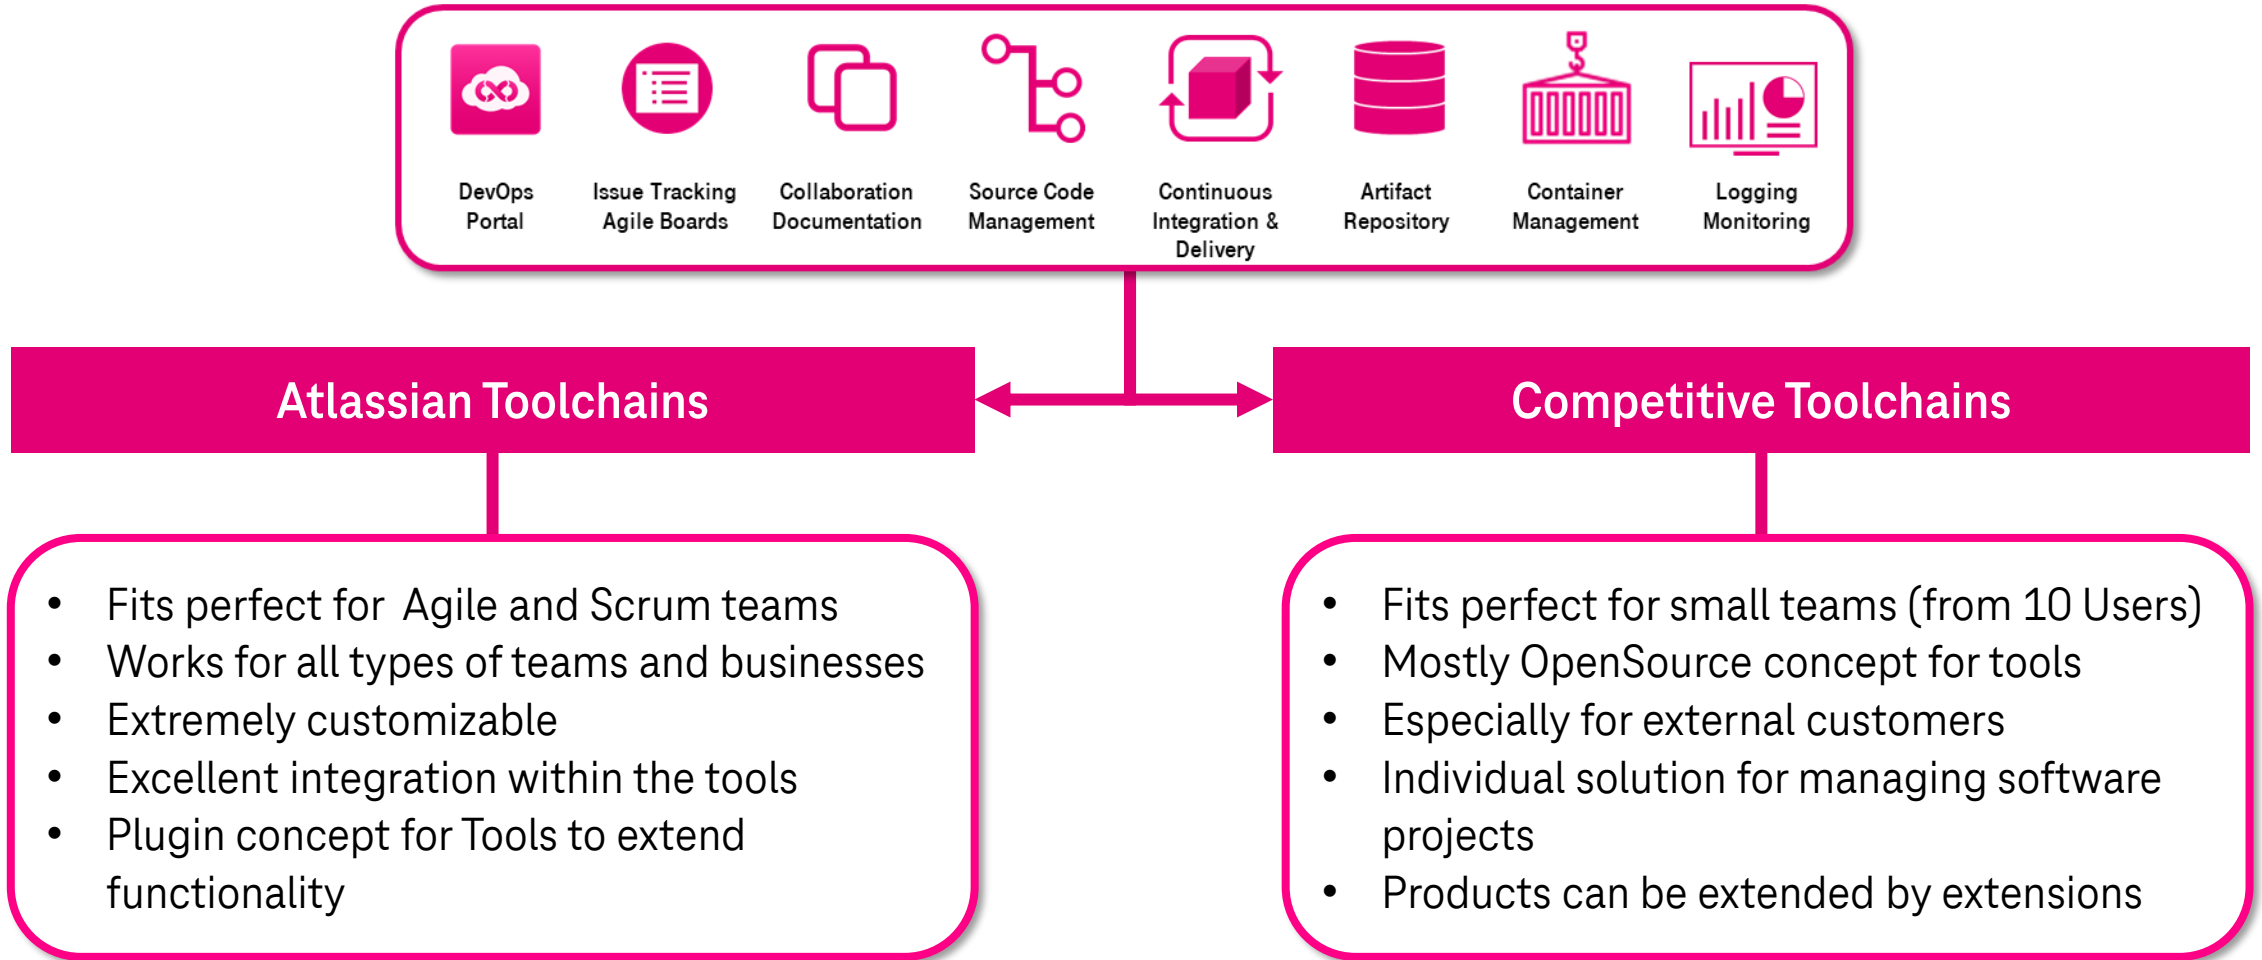 DevOps
Portal
Issue Tracking
Agile Boards
Collaboration
Documentation
Source Code
Management
Continuous
Integration &
Delivery
Artifact
Repository
Container
Management
Logging
Monitoring
Atlassian Toolchains
Competitive Toolchains
• Fits perfect for  Agile and Scrum teams
• Works for all types of teams and businesses
• Extremely customizable
• Excellent integration within the tools
• Plugin concept for Tools to extend
functionality
• Fits perfect for small teams (from 10 Users)
• Mostly OpenSource concept for tools
• Especially for external customers
• Individual solution for managing software
projects
• Products can be extended by extensions